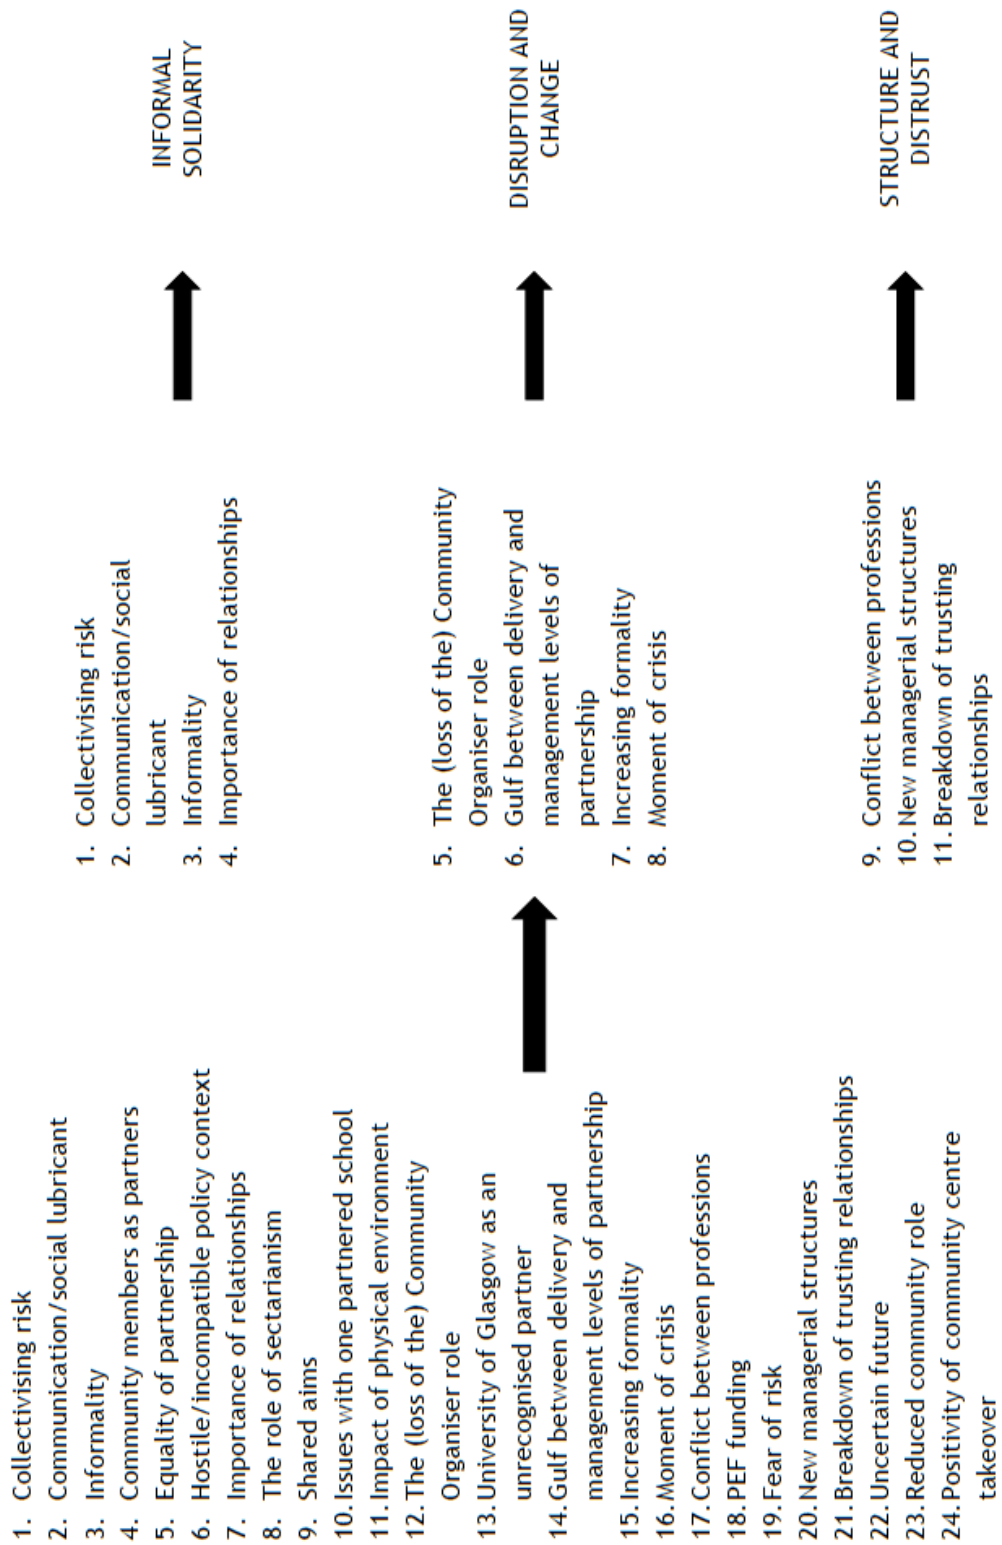 1. Collectivising risk
2. Communication/social lubricant
3. Informality
4. Community members as partners
5. Equality of partnership
6. Hostile/incompatible policy context
7. Importance of relationships
8. The role of sectarianism
9. Shared aims
10. Issues with one partnered school
11. Impact of physical environment
12. The (loss of the) Community
Organiser role
13. University of Glasgow as an
unrecognised partner
14. Gulf between delivery and
management levels of partnership
15. Increasing formality
16. Moment of crisis
17. Conflict between professions
18. PEF funding
19. Fear of risk
20. New managerial structures
21. Breakdown of trusting relationships
22. Uncertain future
23. Reduced community role
24. Positivity of community centre
takeover
1. Collectivising risk
2. Communication/social
lubricant
3. Informality
4. Importance of relationships
5. The (loss of the) Community
Organiser role
6. Gulf between delivery and
management levels of
partnership
7. Increasing formality
8. Moment of crisis
9. Conflict between professions
10. New managerial structures
11. Breakdown of trusting
relationships
INFORMAL
SOLIDARITY
DISRUPTION AND
CHANGE
STRUCTURE AND
DISTRUST